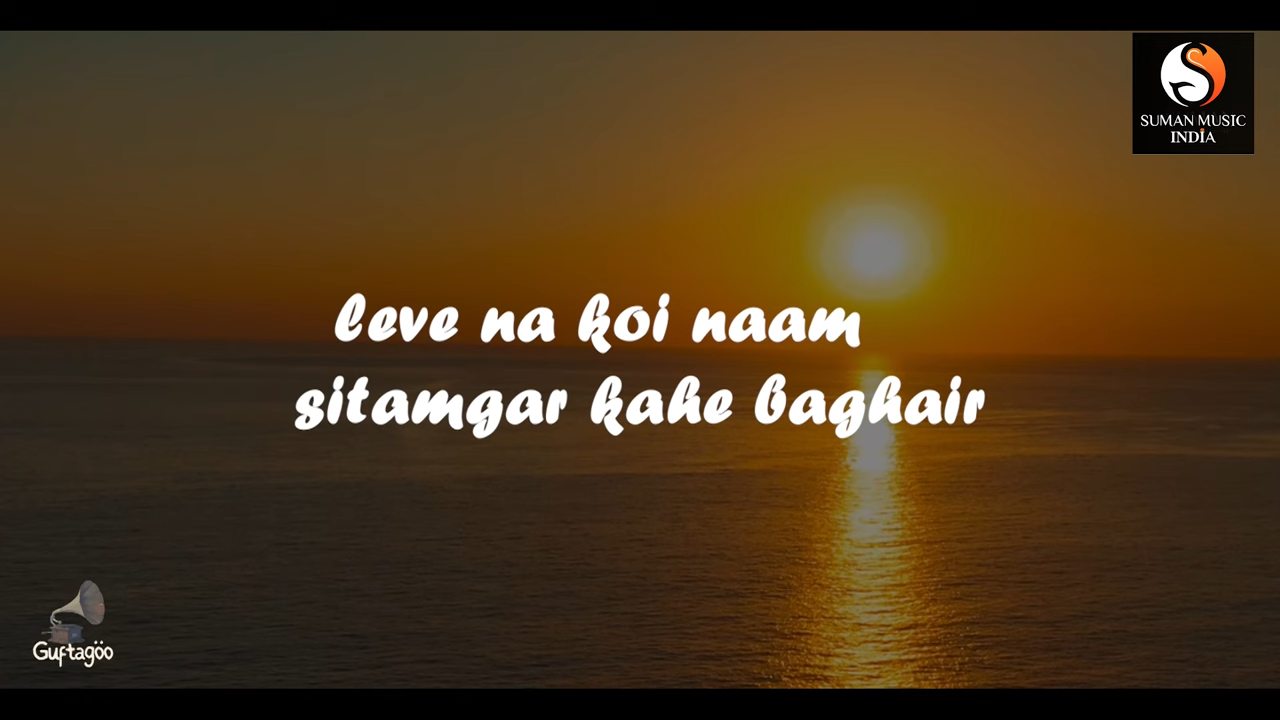 SUMAN MUSIC
INDIA
leve na koi naam
sitamgar kahe baghair
Guftagöo